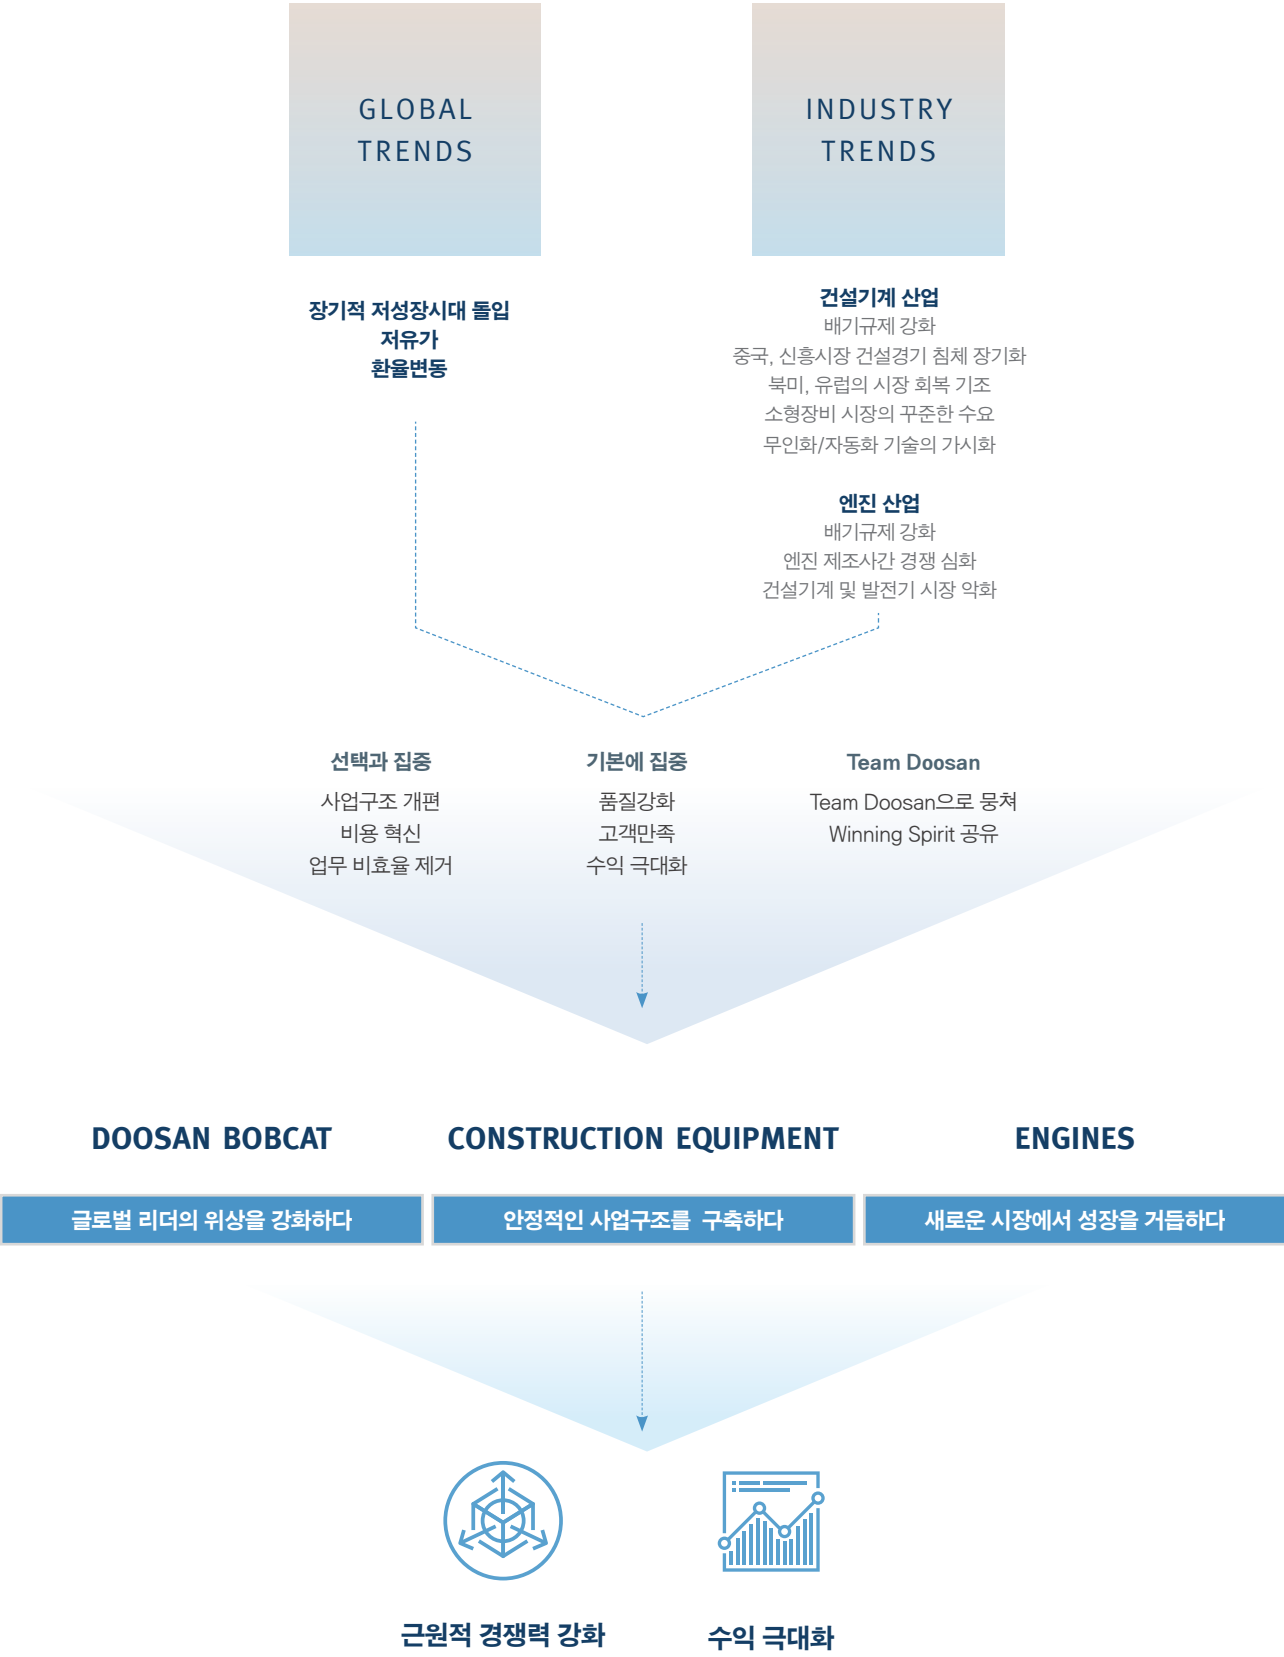 GLOBAL
TRENDS
장기적 저성장시대 돌입
저유가
환율변동
INDUSTRY
TRENDS
건설기계 산업
배기규제 강화
중국, 신흥시장 건설경기 침체 장기화
북미, 유럽의 시장 회복 기조
소형장비 시장의 꾸준한 수요
무인화/자동화 기술의 가시화
엔진 산업
배기규제 강화
엔진 제조사간 경쟁 심화
건설기계 및 발전기 시장 악화
선택과 집중
사업구조 개편
비용 혁신
업무 비효율 제거
기본에 집중
품질강화
고객만족
수익 극대화
Team Doosan
Team Doosan으로 뭉쳐
Winning Spirit 공유
DOOSAN BOBCAT
글로벌 리더의 위상을 강화하다
CONSTRUCTION EQUIPMENT
안정적인 사업구조를 구축하다
ENGINES
새로운 시장에서 성장을 거듭하다
근원적 경쟁력 강화
수익 극대화